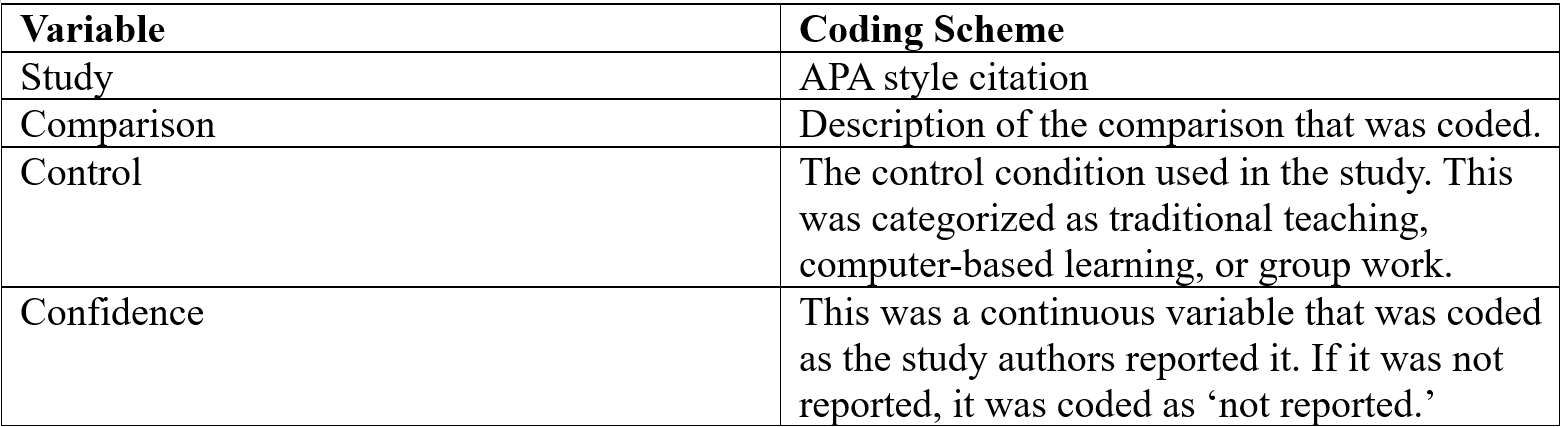 Variable Coding Scheme
Study APA style citation
Comparison Description of the comparison that was coded.
Control The control condition used in the study. This
was categorized as traditional teaching,
computer-based learning, or group work.
Confidence This was a continuous variable that was coded
as the study authors reported it. If it was not
reported, it was coded as ‘not reported.’